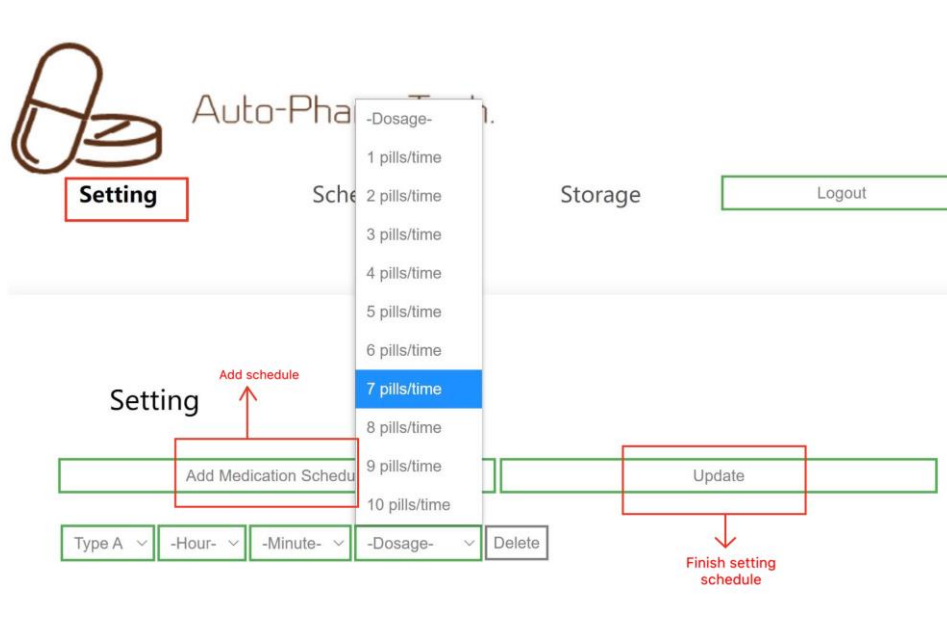 Auto-Pha
-Dosage-
1 pills/time
Setting
Sche
2 pills/time
Storage
Logout
3 pills/time
4 pills/time
5 pills/time
6 pills/time
Add schedule
7 pills/time
Setting
8 pills/time
Add Medication Schedu
9 pills/time
Update
10 pills/time
Type A
-Hour-
-Minute-
-Dosage-
Delete
Finish setting
schedule